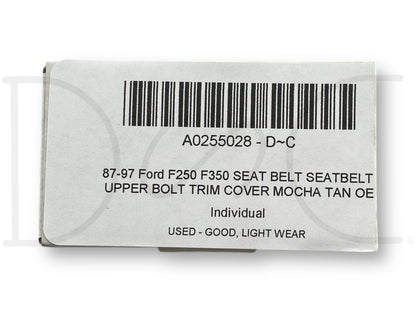 A0255028 - D~C
87-97 Ford F250 F350 SEAT BELT SEATBELT
UPPER BOLT TRIM COVER MOCHA TAN OE
Individual
USED - GOOD, LIGHT WEAR